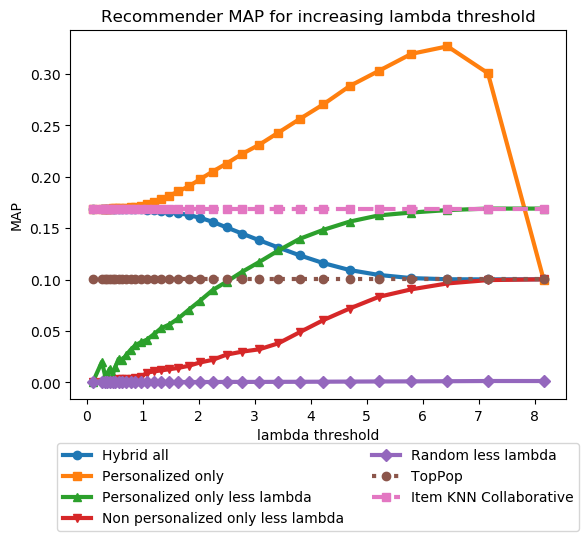 Recommender MAP for increasing lambda threshold
MAP
0.30
0.25
0.20
0.15
0.10
0.05
0.00
0 1 2 3 4 5 6 7 8
lambda threshold
Hybrid all
Personalized only
Personalized only less lambda
Non personalized only less lambda
Random less lambda
TopPop
Item KNN Collaborative